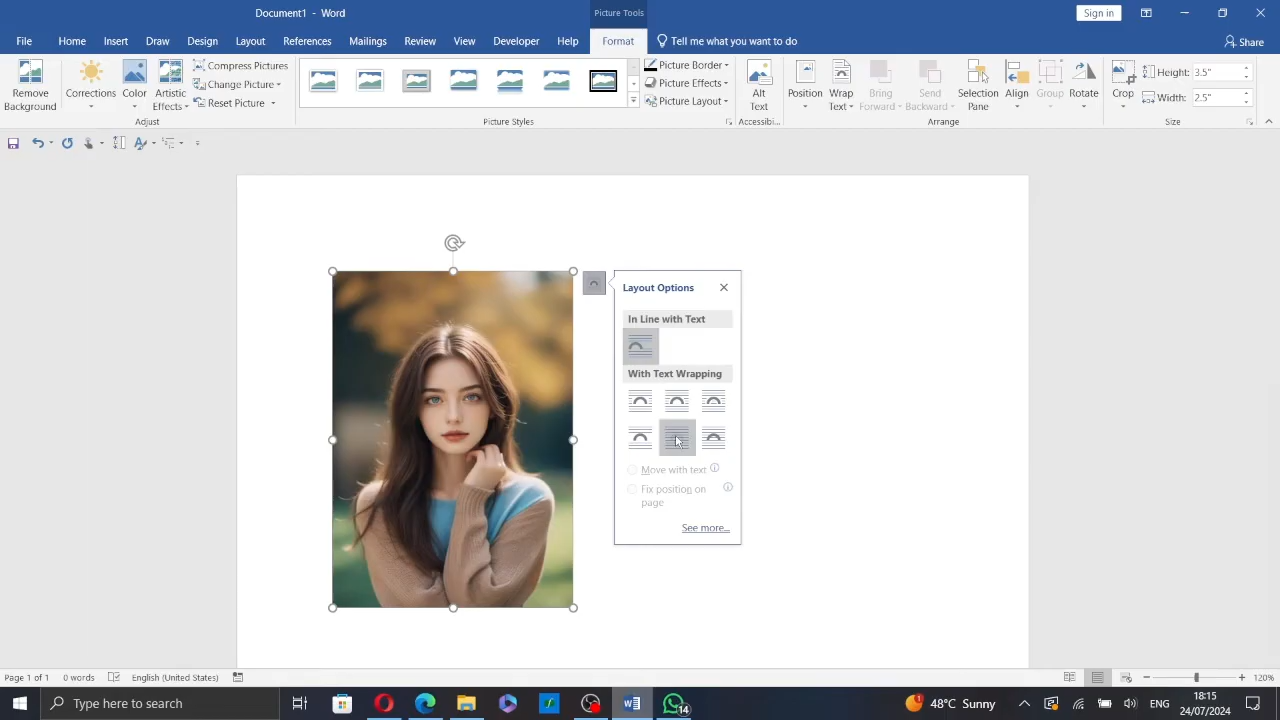 Document1 - Word
Picture Tools
Sign in
File Home Insert Draw Design Layout References Mailings Review View Developer Help Format Tell me what you want to do
Share
Remove Background
Corrections
Color
Artistic Effects
Compress Pictures
Change Picture
Reset Picture
Picture Border
Picture Effects
Picture Layout
Alt Text
Position
Wrap Text
Bring Forward
Send Backward
Selection Pane
Align
Group
Rotate
Crop
Height: 3.5"
Width: 2.5"
Adjust
Picture Styles
Accessibi...
Arrange
Size
Layout Options
In Line with Text
With Text Wrapping
Move with text
Fix position on
page
See more...
Page 1 of 1 0 words English (United States) 120%
Type here to search
14
1
48°C Sunny
ENG
18:15
24/07/2024